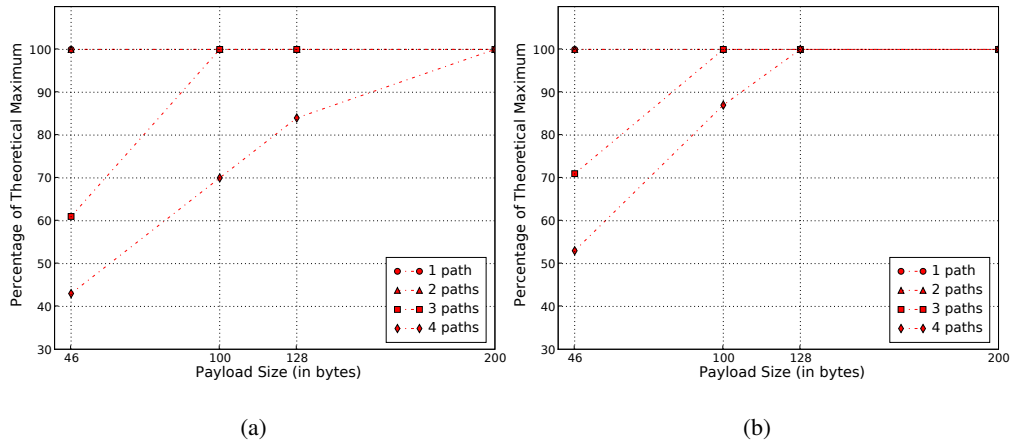 100
90
80
70
60
50
40
30
Percentage of Theoretical Maximum
46
100
128
200
Payload Size (in bytes)
1 path
2 paths
3 paths
4 paths
(a)
100
90
80
70
60
50
40
30
Percentage of Theoretical Maximum
46
100
128
200
Payload Size (in bytes)
1 path
2 paths
3 paths
4 paths
(b)